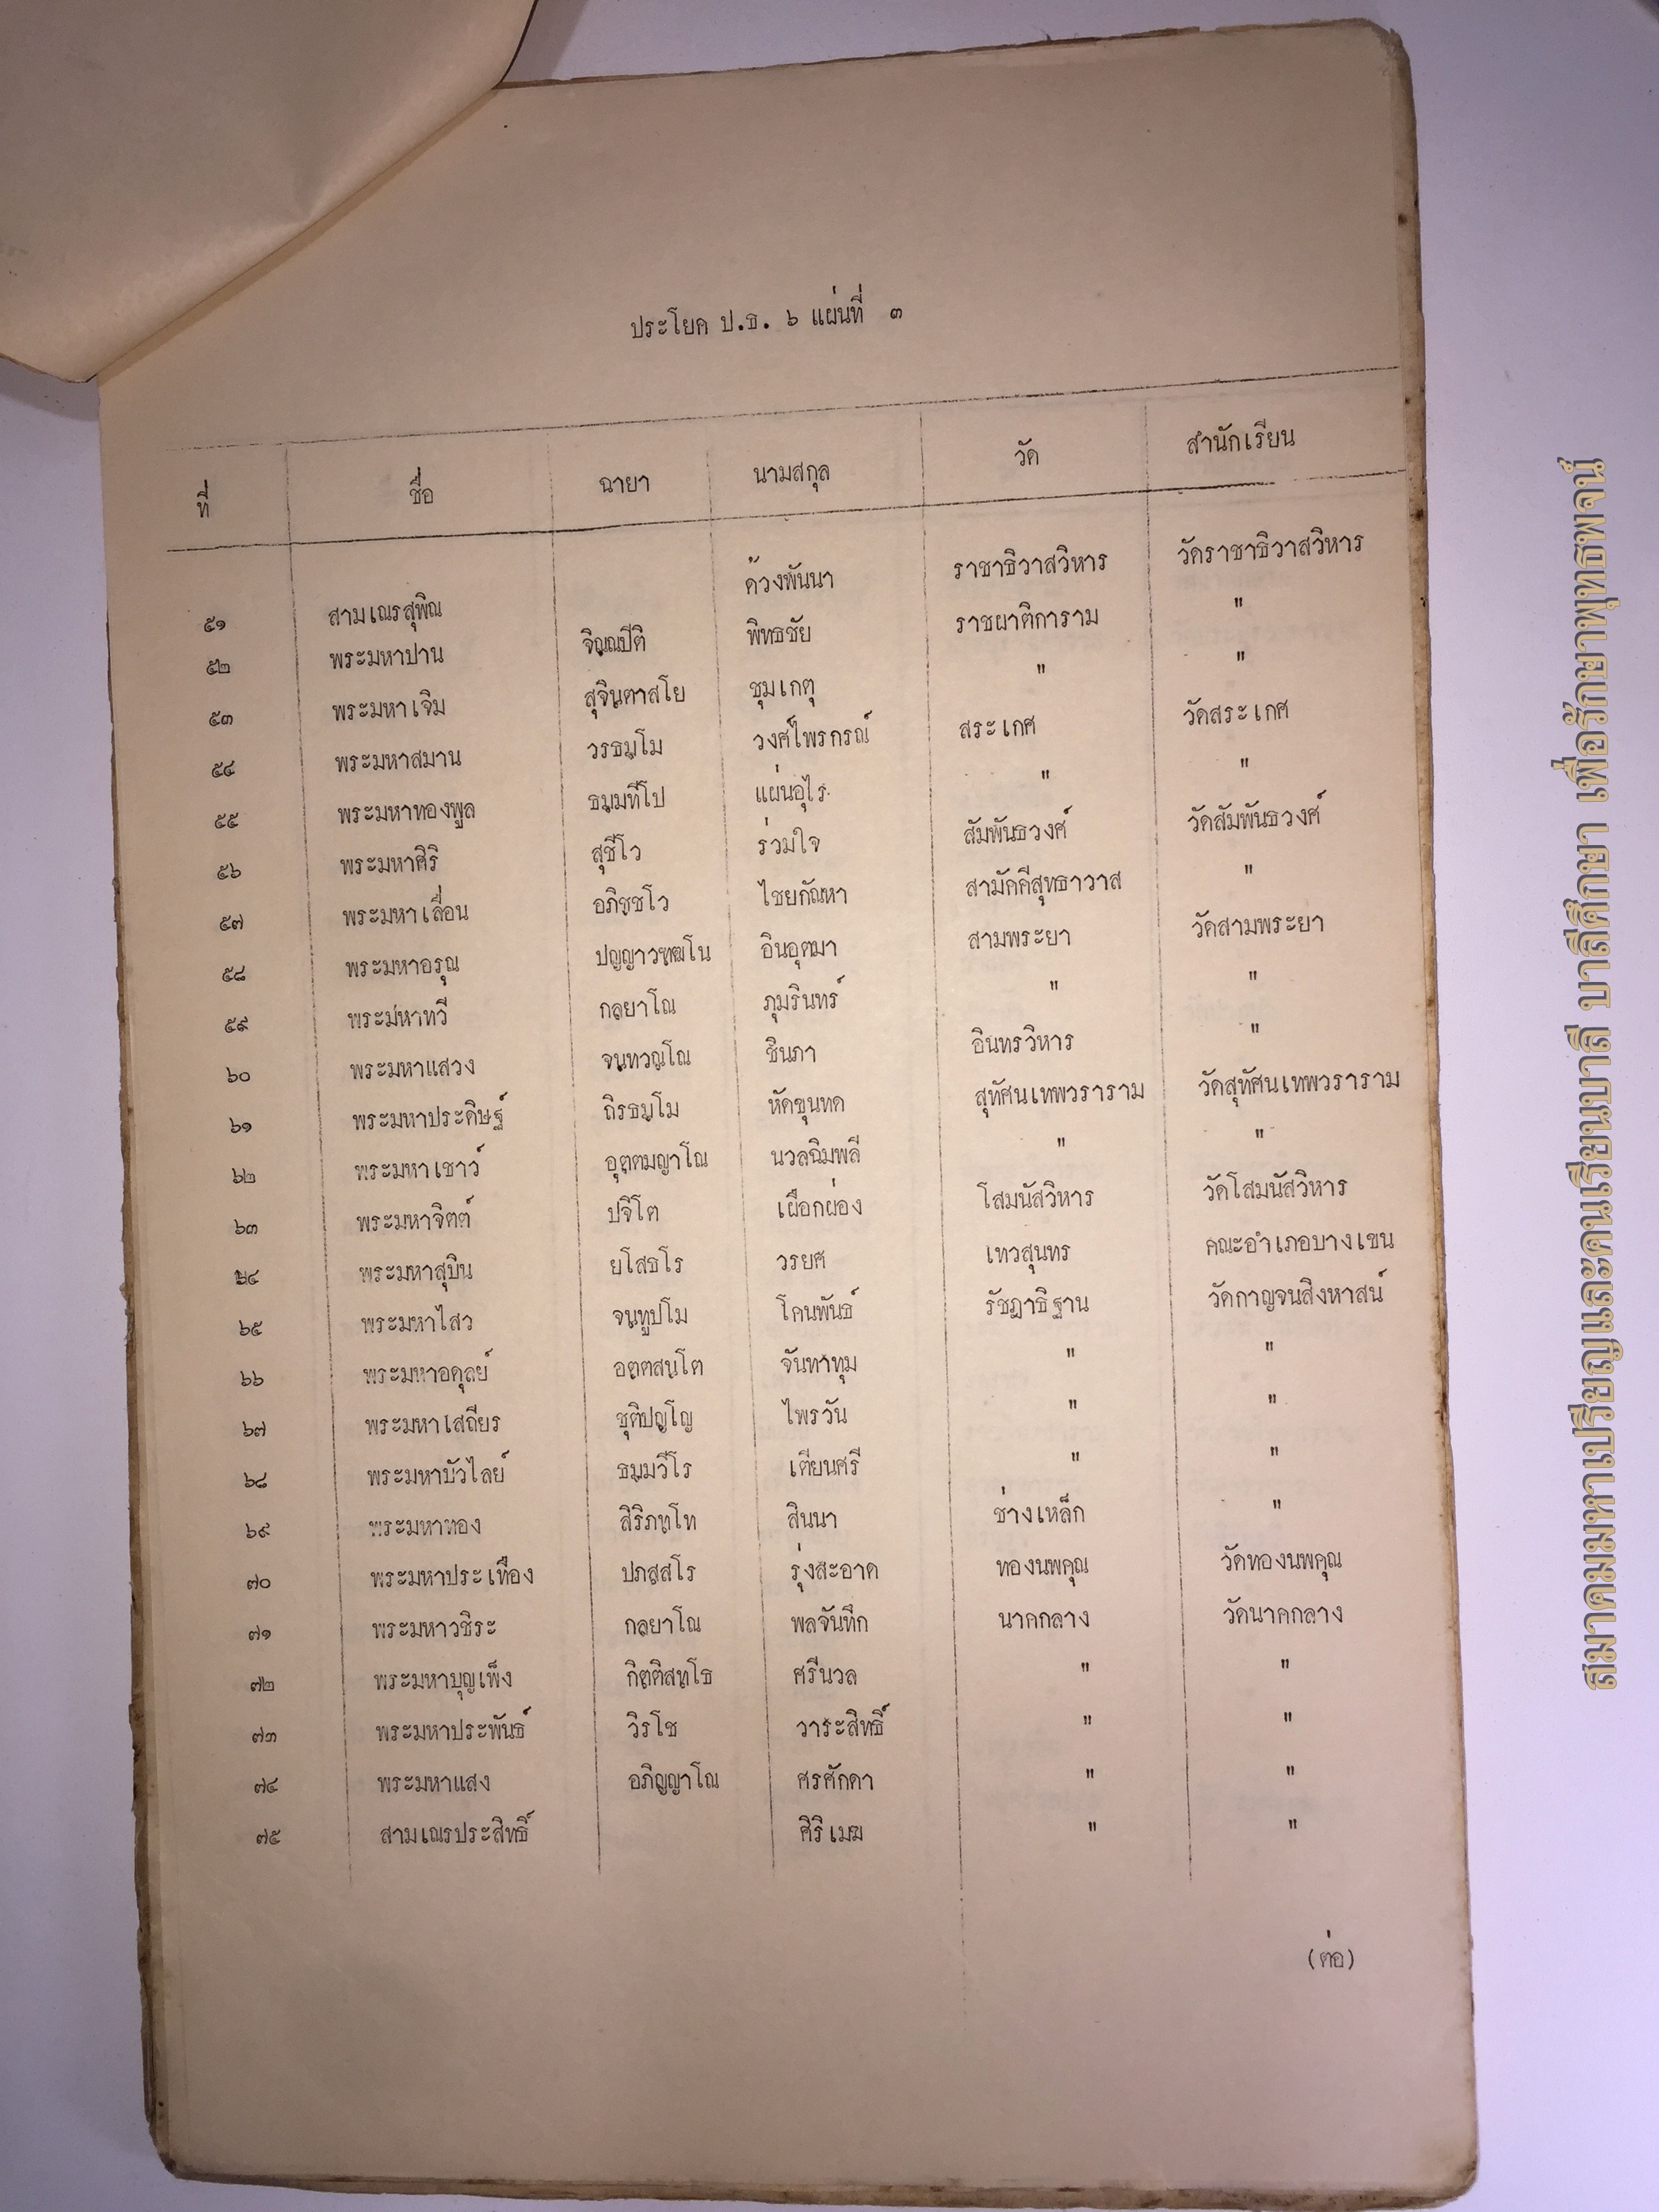 ประโยค ป.ธ. ๖ แผ่นที่ ๓
ที่ ชื่อ ฉายา นามสกุล วัด สำนักเรียน
๕๑ สามเณรสุพิณ ด้วงพันนา ราชาธิวาสวิหาร วัดราชาธิวาสวิหาร
๕๒ พระมหาปาน จิณฺณปีติ พิทธชัย ราชผาติการาม "
๕๓ พระมหาเจิม สุจินตาสโย ชุมเกตุ " "
๕๔ พระมหาสมาน วรธมฺโม วงศ์ไพรกรณ์ สระเกศ วัดสระเกศ
๕๕ พระมหาทองพูล ธมฺมทีโป แผ่นอุไร " "
๕๖ พระมหาศิริ สุชีโว ร่วมใจ สัมพันธวงศ์ วัดสัมพันธวงศ์
๕๗ พระมหาเลื่อน อภิชฺชโว ไชยกัณหา สามัคคีสุทธาวาส "
๕๘ พระมหาอรุณ ปญฺญาวฑฺฒโน อินอุตมา สามพระยา วัดสามพระยา
๕๙ พระมหาทวี กลฺยาโณ ภุมรินทร์ " "
๖๐ พระมหาแสวง จนฺทวณฺโณ ชินภา อินทรวิหาร "
๖๑ พระมหาประดิษฐ์ ถิรธมฺโม หัดขุนทด สุทัศนเทพวราราม วัดสุทัศนเทพวราราม
๖๒ พระมหาเชาว์ อุตฺตมญาโณ นวลฉิมพลี " "
๖๓ พระมหาจิตต์ ปจิโต เผือกผ่อง โสมนัสวิหาร วัดโสมนัสวิหาร
๖๔ พระมหาสุบิน ยโสธโร วรยศ เทวสุนทร คณะอำเภอบางเขน
๖๕ พระมหาไสว จนฺทูปโม โคนพันธ์ รัชฎาธิฐาน วัดกาญจนสิงหาสน์
๖๖ พระมหาอดุลย์ อตฺตสนฺโต จันทาทุม " "
๖๗ พระมหาเสถียร ชุติปญฺโญ ไพรวัน " "
๖๘ พระมหาบัวไลย์ ธมฺมวีโร เตียนศรี " "
๖๙ พระมหาทอง สิริภทฺโท สินนา ช่างเหล็ก "
๗๐ พระมหาประเทือง ปภสฺสโร รุ่งสะอาด ทองนพคุณ วัดทองนพคุณ
๗๑ พระมหาวชิระ กลฺยาโณ พลจันทึก นาคกลาง วัดนาคกลาง
๗๒ พระมหาบุญเพ็ง กิตฺติสทฺโธ ศรีนวล " "
๗๓ พระมหาประพันธ์ วิรโช วาระสิทธิ์ " "
๗๔ พระมหาแสง อภิญฺญาโณ ศรศักดา " "
๗๕ สามเณรประสิทธิ์ ศิริเมฆ " "
(ต่อ)
สมาคมมหาเปรียญและคนเรียนบาลี บาลีศึกษา เพื่อรักษาพุทธพจน์